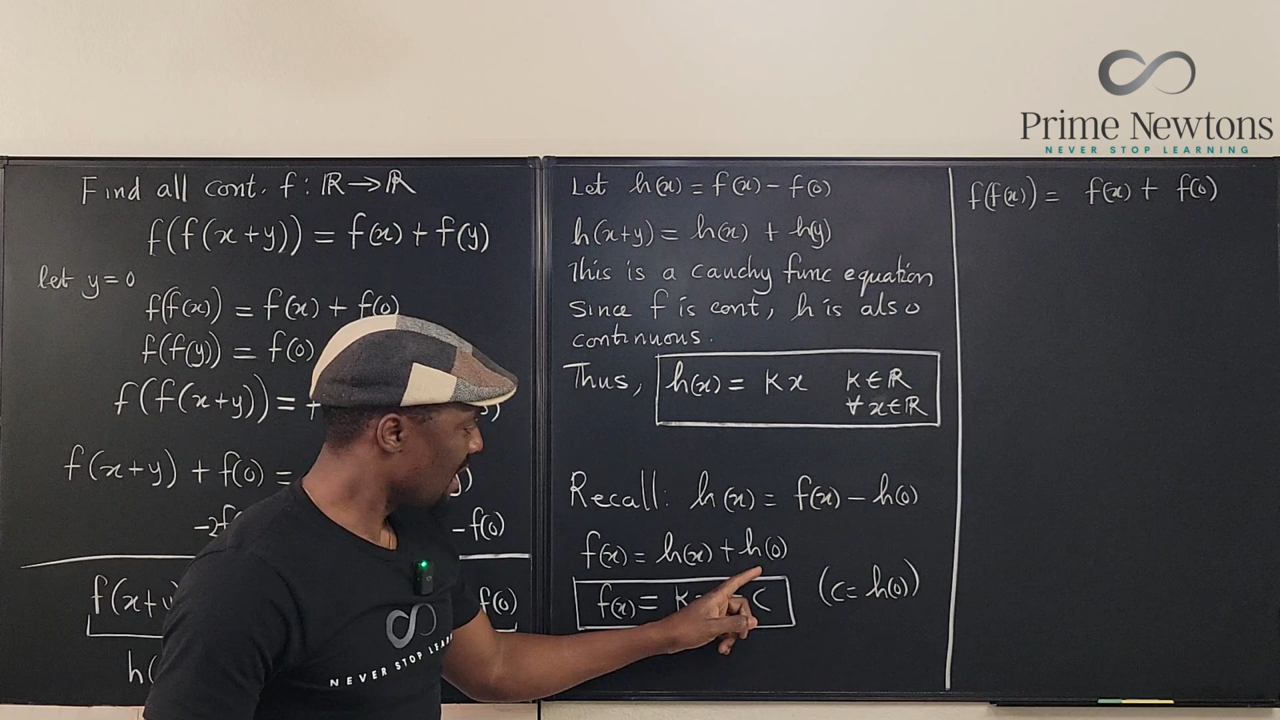 Prime Newtons
NEVER STOP LEARNING
Find all cont. f: ℝ→ℝ
f(f(x+y)) = f(x) + f(y)
let y=0
f(f(x)) = f(x) + f(0)
f(f(y)) = f(0)
f(f(x+y)) =
f(x+y) + f(0) =
-2f - f(0)
f(x+y f(0)
h(
NEVER STOP LEAR
Let h(x) = f(x) - f(0)
h(x+y) = h(x) + h(y)
This is a cauchy func equation
Since f is cont, h is also
continuous.
Thus, h(x) = Kx K∈ℝ
∀x∈ℝ
Recall: h(x) = f(x) - h(0)
f(x) = h(x) + h(0)
f(x) = K C (c= h(0))
f(f(x)) = f(x) + f(0)